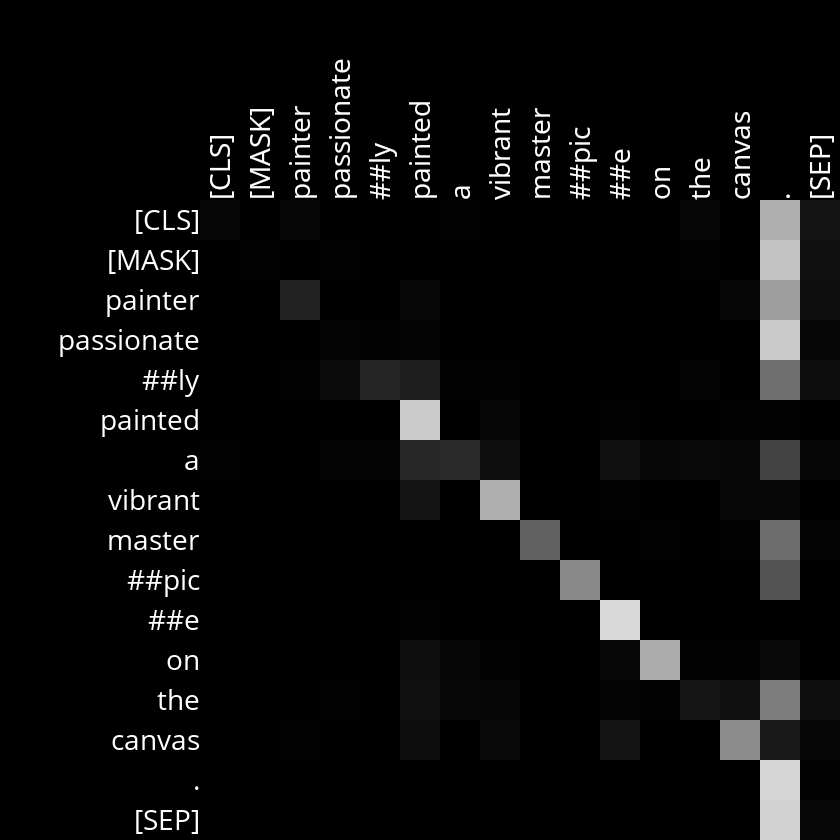 [CLS]
[MASK]
painter
passionate
##ly
painted
a
vibrant
master
##pic
##e
on
the
canvas
.
[SEP]
[CLS]
[MASK]
painter
passionate
##ly
painted
a
vibrant
master
##pic
##e
on
the
canvas
.
[SEP]